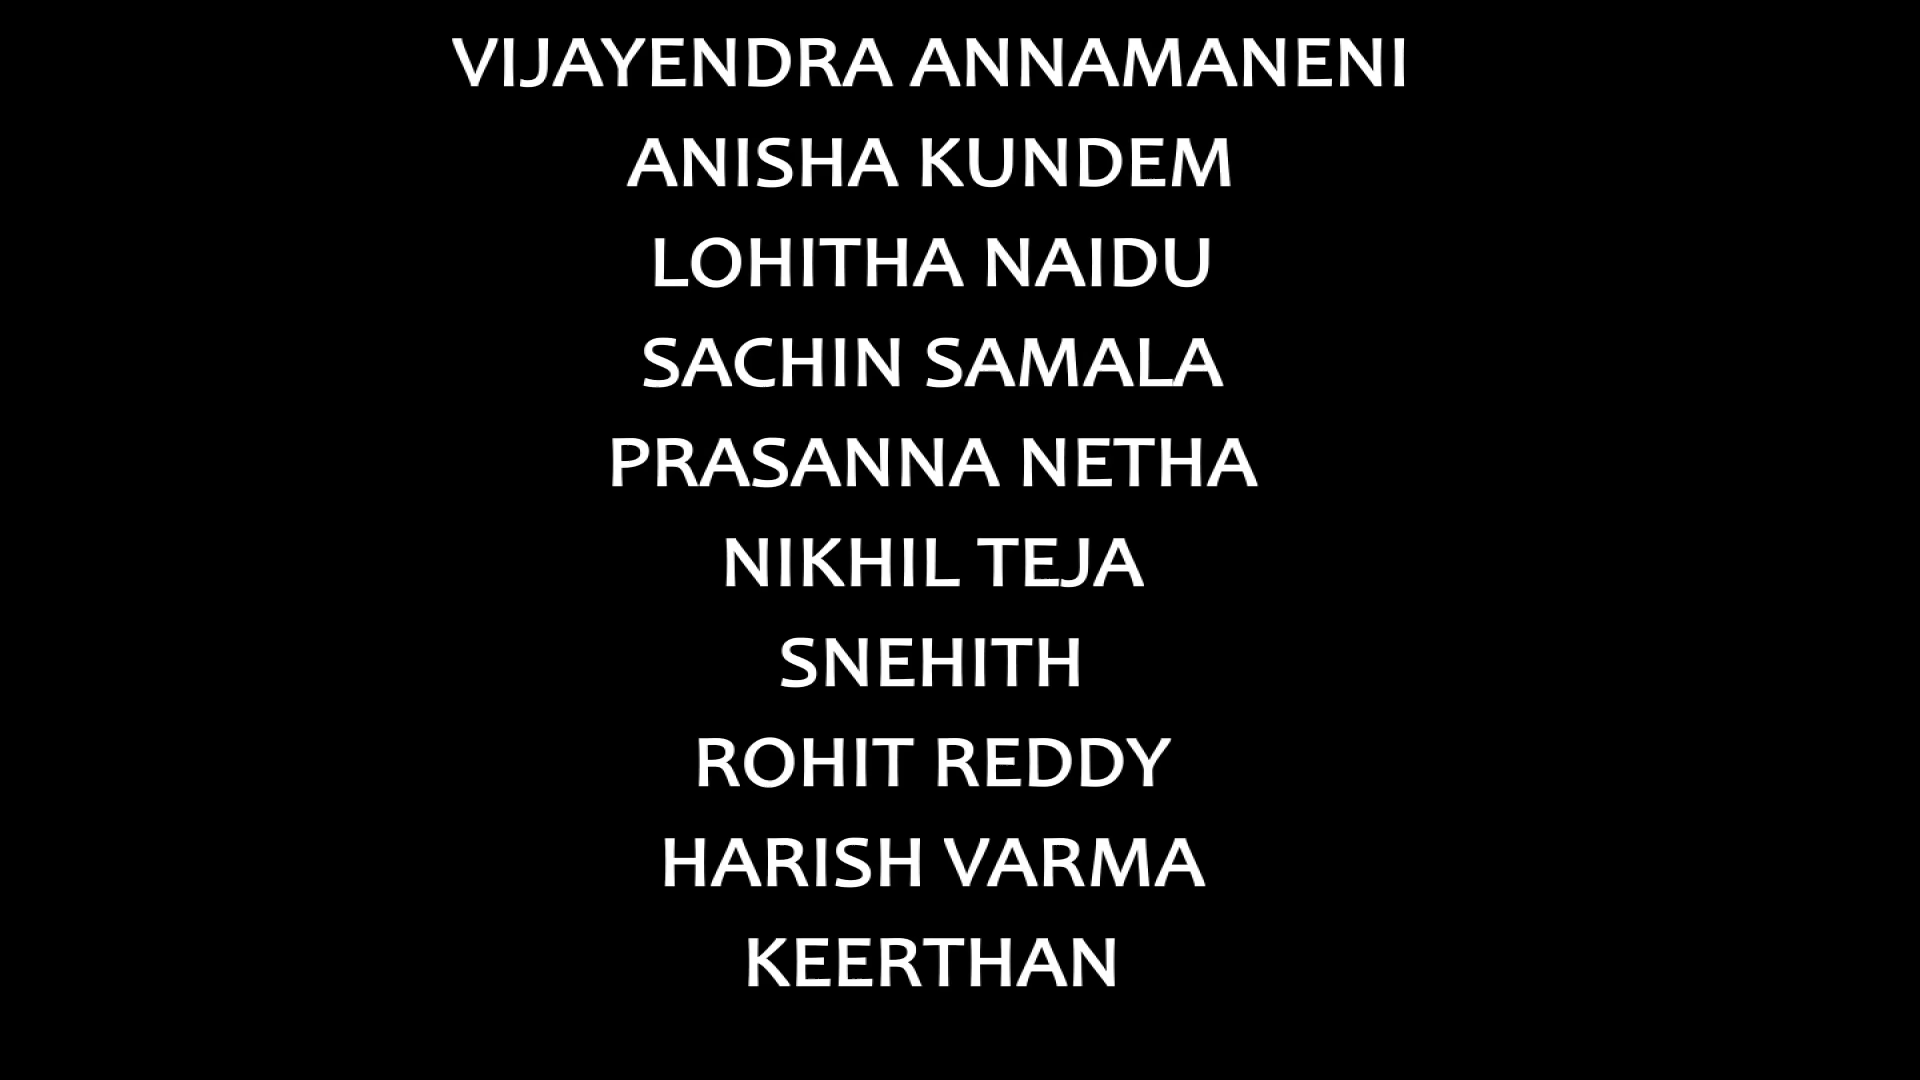 VIJAYENDRA ANNAMANENI
ANISHA KUNDEM
LOHITHA NAIDU
SACHIN SAMALA
PRASANNA NETHA
NIKHIL TEJA
SNEHITH
ROHIT REDDY
HARISH VARMA
KEERTHAN